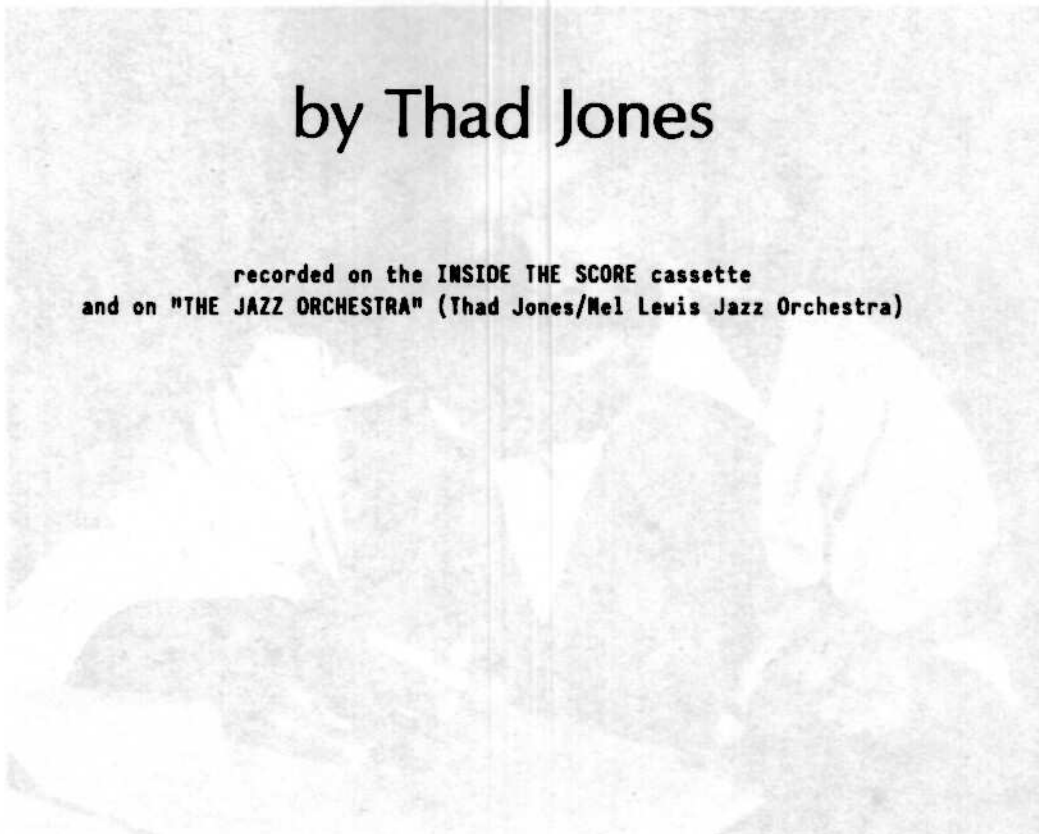 by Thad Jones
recorded on the INSIDE THE SCORE cassette
and on "THE JAZZ ORCHESTRA" (Thad Jones/Mel Lewis Jazz Orchestra)